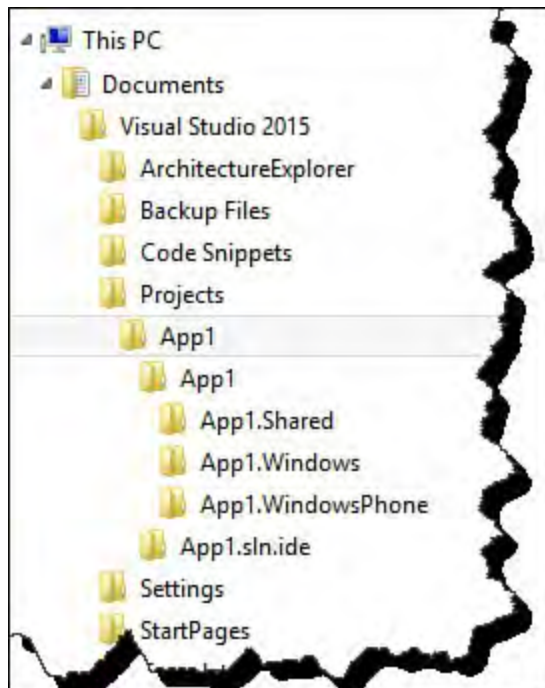 This PC
Documents
Visual Studio 2015
ArchitectureExplorer
Backup Files
Code Snippets
Projects
App1
App1
App1.Shared
App1.Windows
App1.WindowsPhone
App1.sln.ide
Settings
StartPages